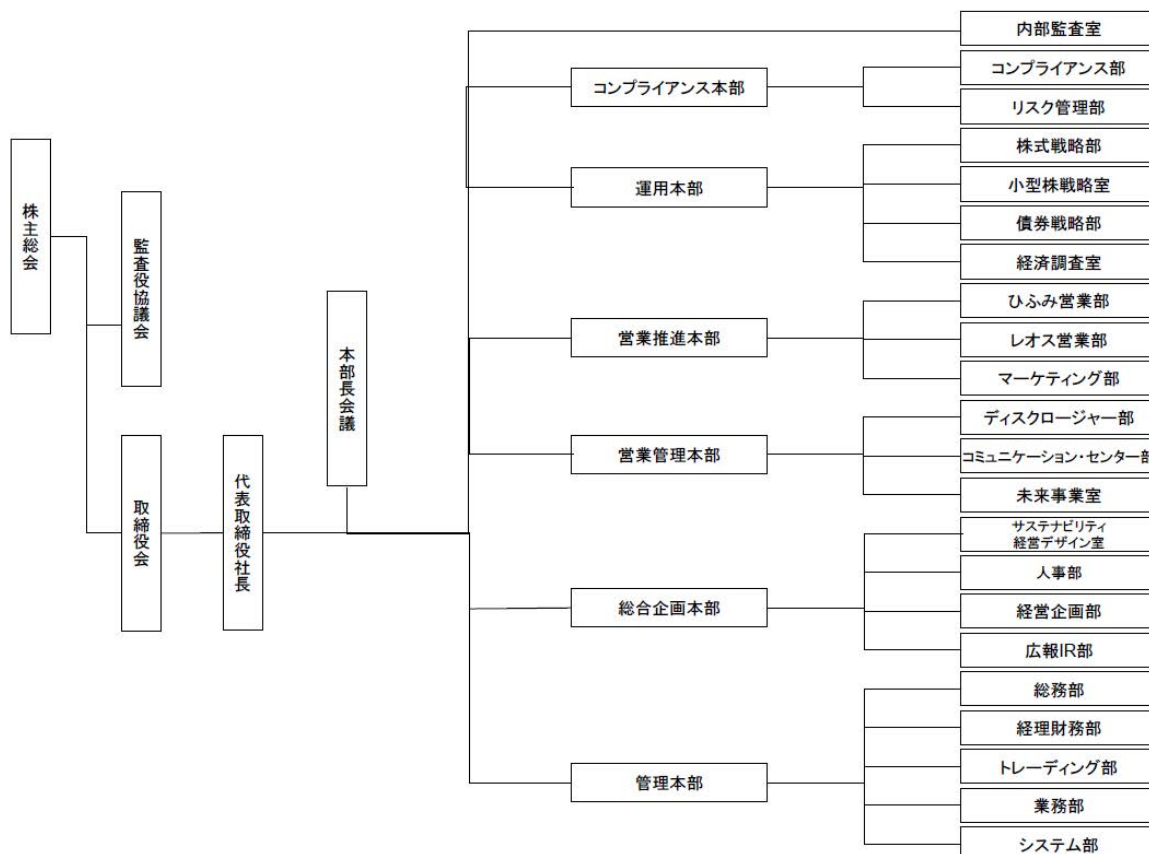 株主総会
監査役協議会
取締役会
代表取締役社長
本部長会議
内部監査室
コンプライアンス本部
コンプライアンス部
リスク管理部
運用本部
株式戦略部
小型株戦略室
債券戦略部
経済調査室
営業推進本部
ひふみ営業部
レオス営業部
マーケティング部
営業管理本部
ディスクロージャー部
コミュニケーション・センター部
未来事業室
総合企画本部
サステナビリティ
経営デザイン室
人事部
経営企画部
広報IR部
管理本部
総務部
経理財務部
トレーディング部
業務部
システム部